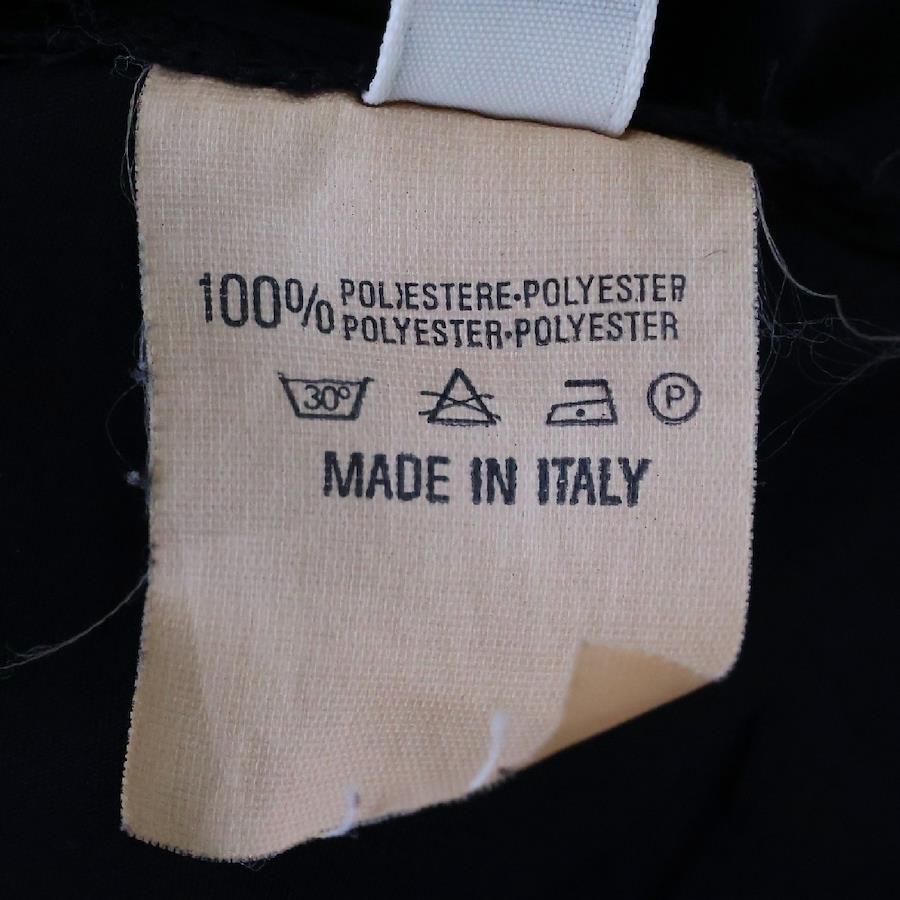 100% POLIESTERE•POLYESTER
POLYESTER•POLYESTER
30°
P
MADE IN ITALY